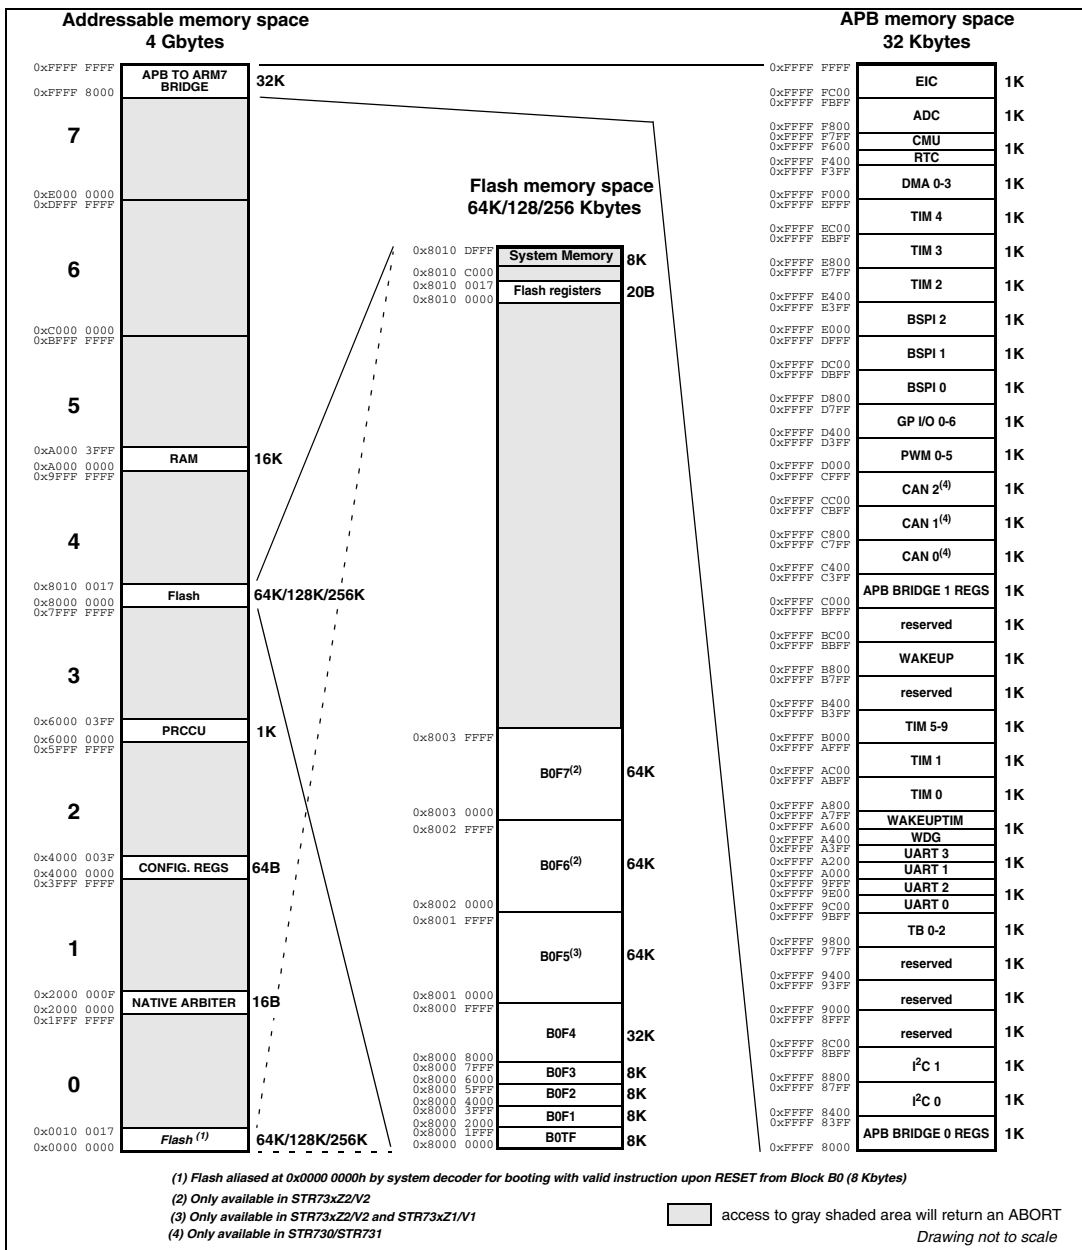 Addressable memory space
4 Gbytes
0xFFFF FFFF
APB TO ARM7
BRIDGE
32K
0xFFFF 8000
7
0xE000 0000
0xDFFF FFFF
6
0xC000 0000
0xBFFF FFFF
5
0xA000 3FFF
RAM
16K
0xA000 0000
0x9FFF FFFF
4
0x8010 0017
Flash
64K/128K/256K
0x8000 0000
0x7FFF FFFF
3
0x6000 03FF
PRCCU
1K
0x6000 0000
0x5FFF FFFF
2
0x4000 003F
CONFIG. REGS
64B
0x4000 0000
0x3FFF FFFF
1
0x2000 000F
NATIVE ARBITER
16B
0x2000 0000
0x1FFF FFFF
0
0x0010 0017
Flash (1)
64K/128K/256K
0x0000 0000
Flash memory space
64K/128/256 Kbytes
0x8010 DFFF
System Memory
8K
0x8010 C000
0x8010 0017
Flash registers
20B
0x8010 0000
0x8003 FFFF
B0F7(2)
64K
0x8003 0000
0x8002 FFFF
B0F6(2)
64K
0x8002 0000
0x8001 FFFF
B0F5(3)
64K
0x8001 0000
0x8000 FFFF
B0F4
32K
0x8000 8000
0x8000 7FFF
B0F3
8K
0x8000 6000
0x8000 5FFF
B0F2
8K
0x8000 4000
0x8000 3FFF
B0F1
8K
0x8000 2000
0x8000 1FFF
B0TF
8K
0x8000 0000
APB memory space
32 Kbytes
0xFFFF FFFF
EIC
1K
0xFFFF FC00
0xFFFF FBFF
ADC
1K
0xFFFF F800
0xFFFF F7FF
CMU
0xFFFF F600
1K
RTC
0xFFFF F400
0xFFFF F3FF
DMA 0-3
1K
0xFFFF F000
0xFFFF EFFF
TIM 4
1K
0xFFFF EC00
0xFFFF EBFF
TIM 3
1K
0xFFFF E800
0xFFFF E7FF
TIM 2
1K
0xFFFF E400
0xFFFF E3FF
BSPI 2
1K
0xFFFF E000
0xFFFF DFFF
BSPI 1
1K
0xFFFF DC00
0xFFFF DBFF
BSPI 0
1K
0xFFFF D800
0xFFFF D7FF
GP I/O 0-6
1K
0xFFFF D400
0xFFFF D3FF
PWM 0-5
1K
0xFFFF D000
0xFFFF CFFF
CAN 2(4)
1K
0xFFFF CC00
0xFFFF CBFF
CAN 1(4)
1K
0xFFFF C800
0xFFFF C7FF
CAN 0(4)
1K
0xFFFF C400
0xFFFF C3FF
APB BRIDGE 1 REGS
1K
0xFFFF C000
0xFFFF BFFF
reserved
1K
0xFFFF BC00
0xFFFF BBFF
WAKEUP
1K
0xFFFF B800
0xFFFF B7FF
reserved
1K
0xFFFF B400
0xFFFF B3FF
TIM 5-9
1K
0xFFFF B000
0xFFFF AFFF
TIM 1
1K
0xFFFF AC00
0xFFFF ABFF
TIM 0
1K
0xFFFF A800
0xFFFF A7FF
WAKEUPTIM
0xFFFF A600
1K
WDG
0xFFFF A400
0xFFFF A3FF
UART 3
0xFFFF A200
1K
UART 1
0xFFFF A000
0xFFFF 9FFF
UART 2
0xFFFF 9E00
1K
UART 0
0xFFFF 9C00
0xFFFF 9BFF
TB 0-2
1K
0xFFFF 9800
0xFFFF 97FF
reserved
1K
0xFFFF 9400
0xFFFF 93FF
reserved
1K
0xFFFF 9000
0xFFFF 8FFF
reserved
1K
0xFFFF 8C00
0xFFFF 8BFF
I2C 1
1K
0xFFFF 8800
0xFFFF 87FF
I2C 0
1K
0xFFFF 8400
0xFFFF 83FF
APB BRIDGE 0 REGS
1K
0xFFFF 8000
(1) Flash aliased at 0x0000 0000h by system decoder for booting with valid instruction upon RESET from Block B0 (8 Kbytes)
(2) Only available in STR73xZ2/V2
(3) Only available in STR73xZ2/V2 and STR73xZ1/V1
(4) Only available in STR730/STR731
access to gray shaded area will return an ABORT
Drawing not to scale